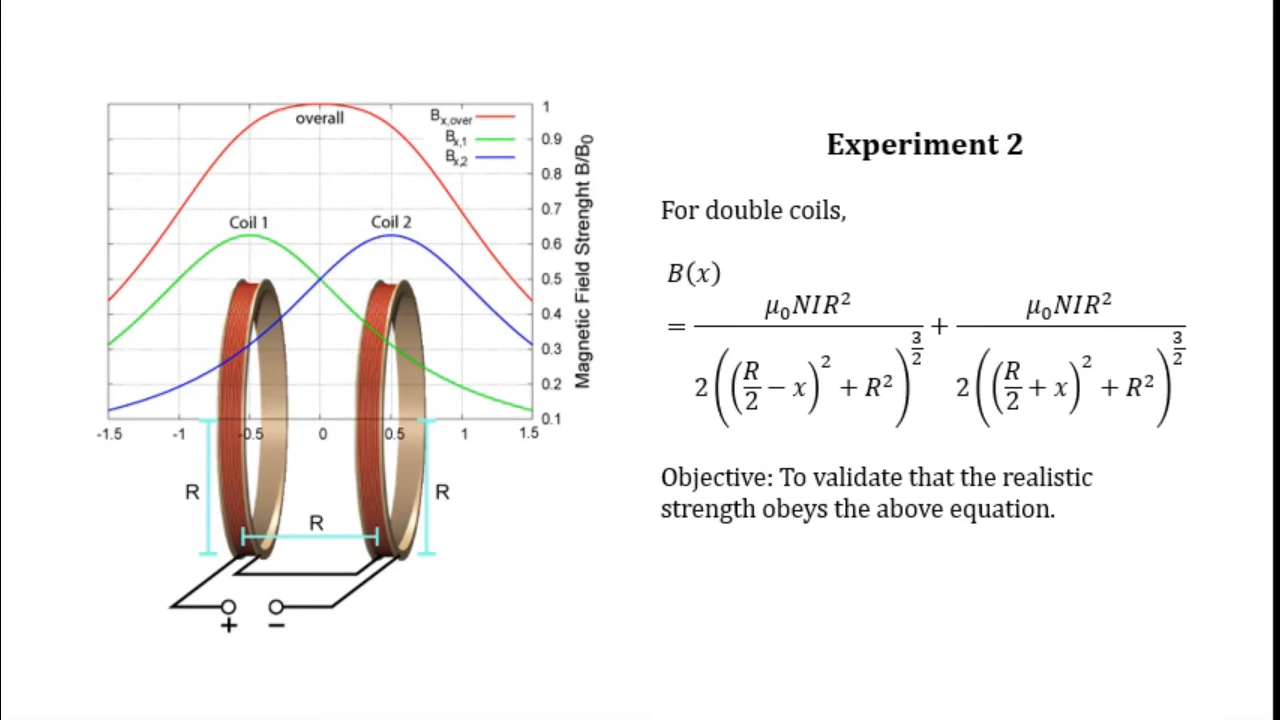 overall
B_x,over
B_x,1
B_x,2
Coil 1
Coil 2
1
0.9
0.8
0.7
0.6
0.5
0.4
0.3
0.2
0.1
Magnetic Field Strenght B/B₀
-1.5 -1 -0.5 0 0.5 1 1.5
R
R
R
+ −
Experiment 2
For double coils,
B(x)
= μ₀NIR² / 2((R/2 − x)² + R²)^(3/2) + μ₀NIR² / 2((R/2 + x)² + R²)^(3/2)
Objective: To validate that the realistic
strength obeys the above equation.